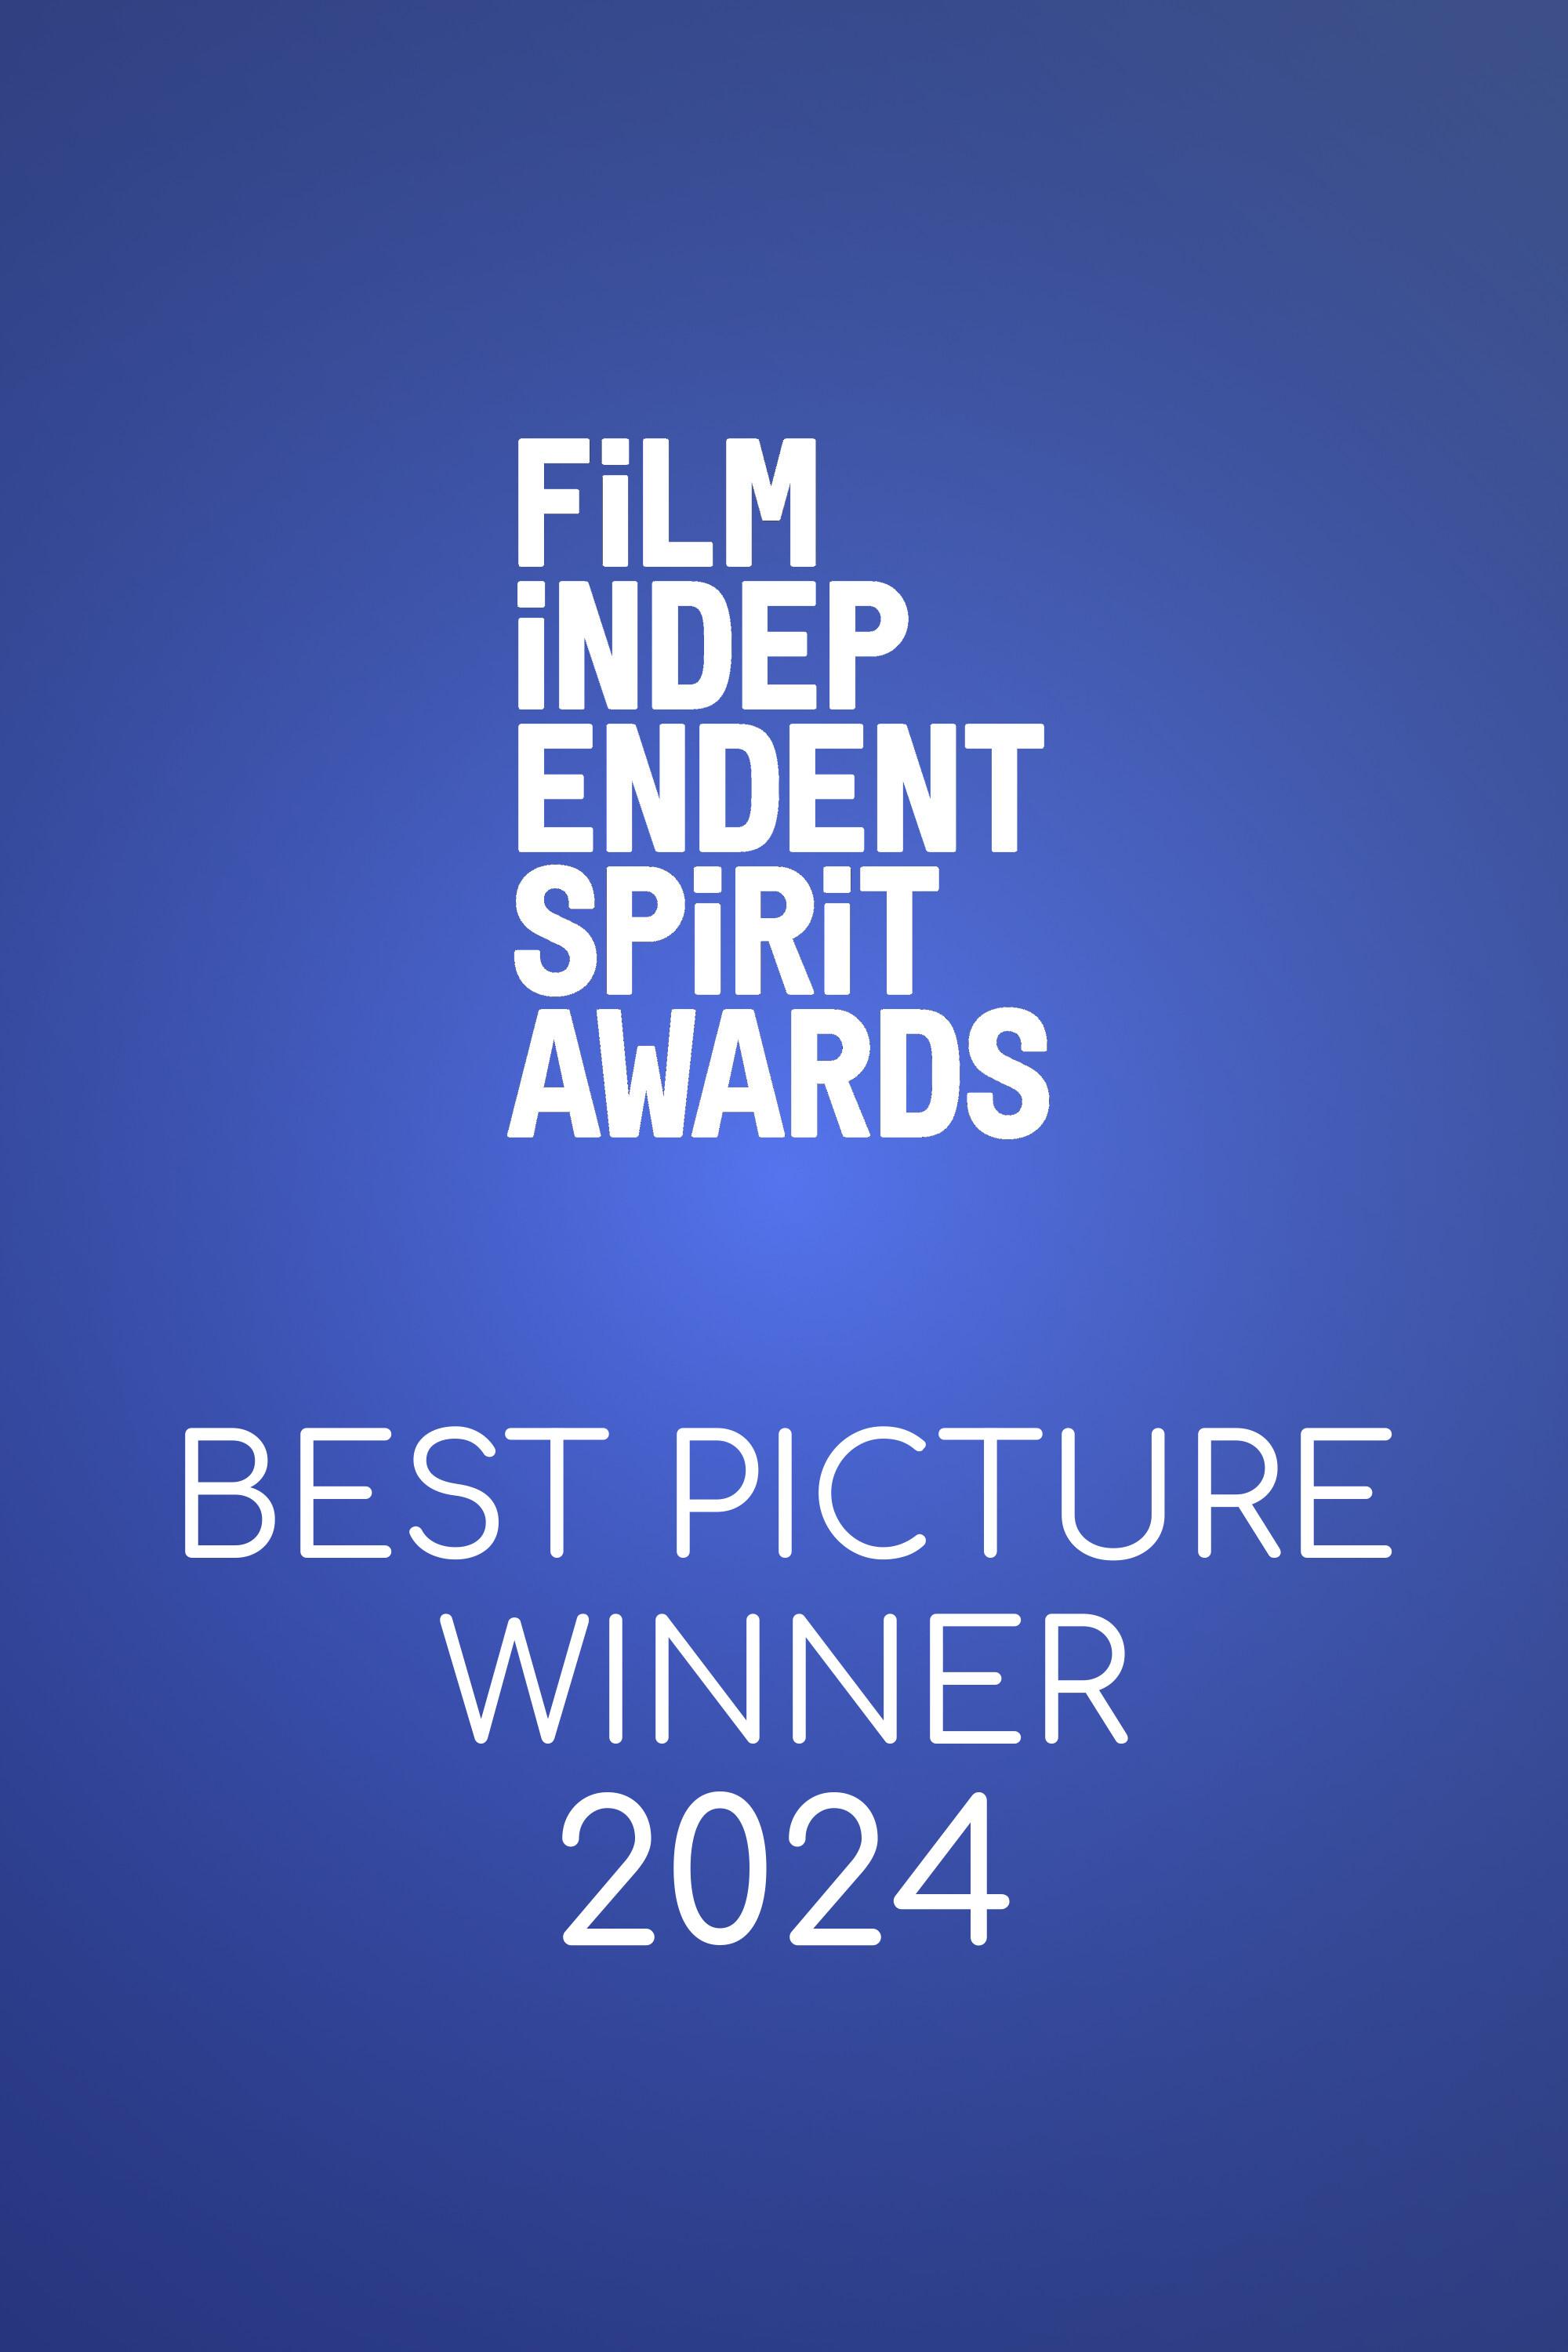 FiLM
iNDEP
ENDENT
SPiRiT
AWARDS
BEST PICTURE
WINNER
2024